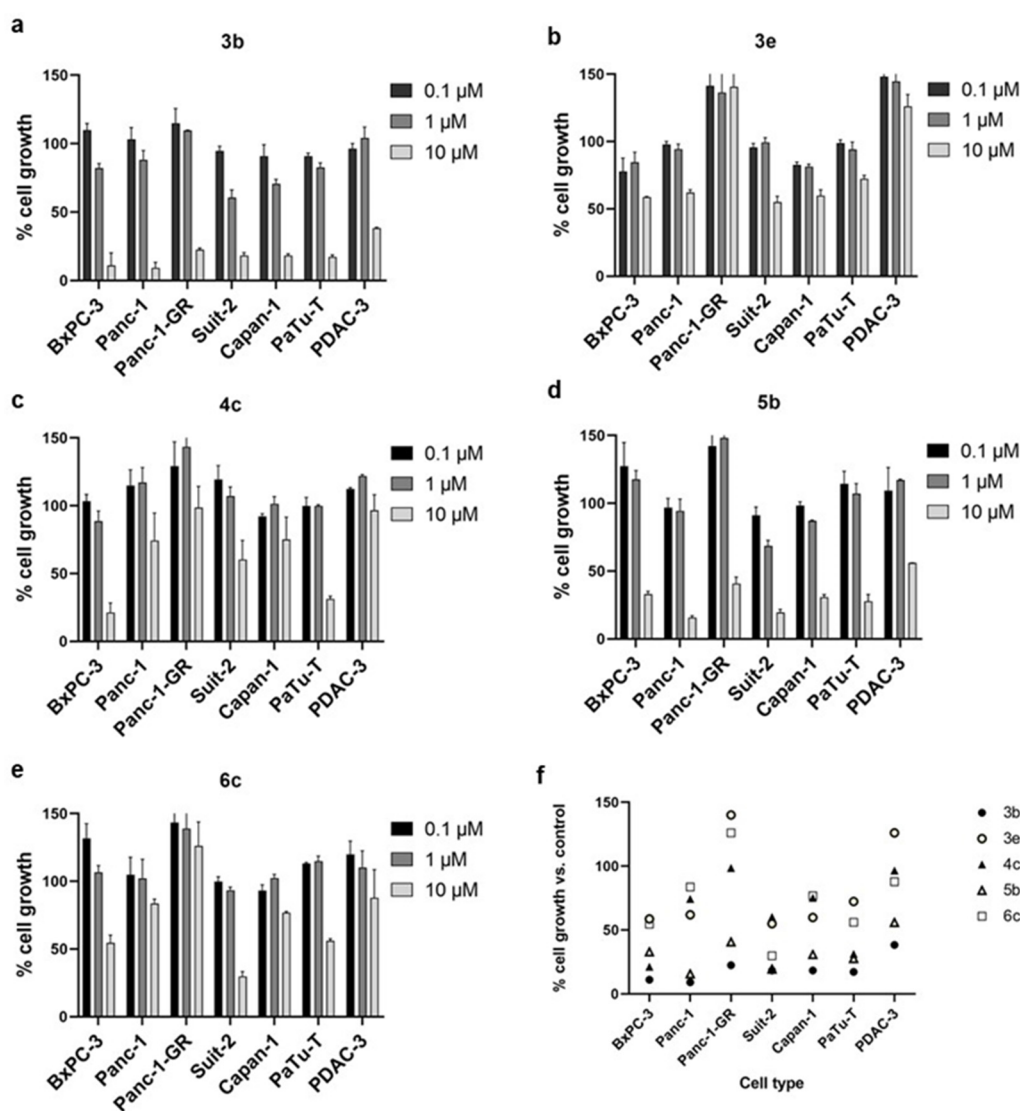 a
3b
% cell growth
150
100
50
0
0.1 µM
1 µM
10 µM
BxPC-3
Panc-1
Panc-1-GR
Suit-2
Capan-1
PaTu-T
PDAC-3
b
3e
% cell growth
150
100
50
0
0.1 µM
1 µM
10 µM
BxPC-3
Panc-1
Panc-1-GR
Suit-2
Capan-1
PaTu-T
PDAC-3
c
4c
% cell growth
150
100
50
0
0.1 µM
1 µM
10 µM
BxPC-3
Panc-1
Panc-1-GR
Suit-2
Capan-1
PaTu-T
PDAC-3
d
5b
% cell growth
150
100
50
0
0.1 µM
1 µM
10 µM
BxPC-3
Panc-1
Panc-1-GR
Suit-2
Capan-1
PaTu-T
PDAC-3
e
6c
% cell growth
150
100
50
0
0.1 µM
1 µM
10 µM
BxPC-3
Panc-1
Panc-1-GR
Suit-2
Capan-1
PaTu-T
PDAC-3
f
% cell growth vs. control
150
100
50
0
3b
3e
4c
5b
6c
BxPC-3
Panc-1
Panc-1-GR
Suit-2
Capan-1
PaTu-T
PDAC-3
Cell type